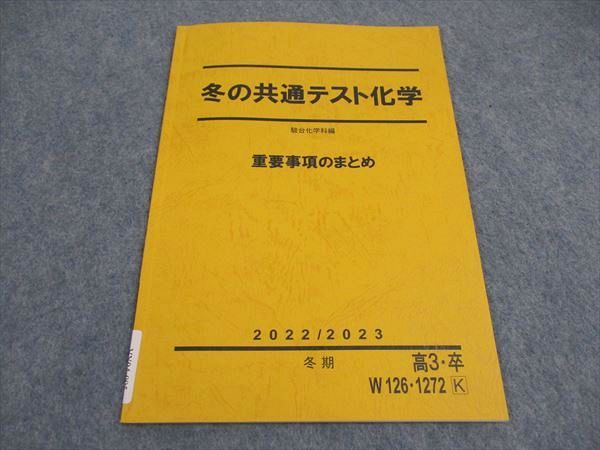 冬の共通テスト化学
駿台化学科編
重要事項のまとめ
2022/2023
冬期
高3・卒
W126・1272 K